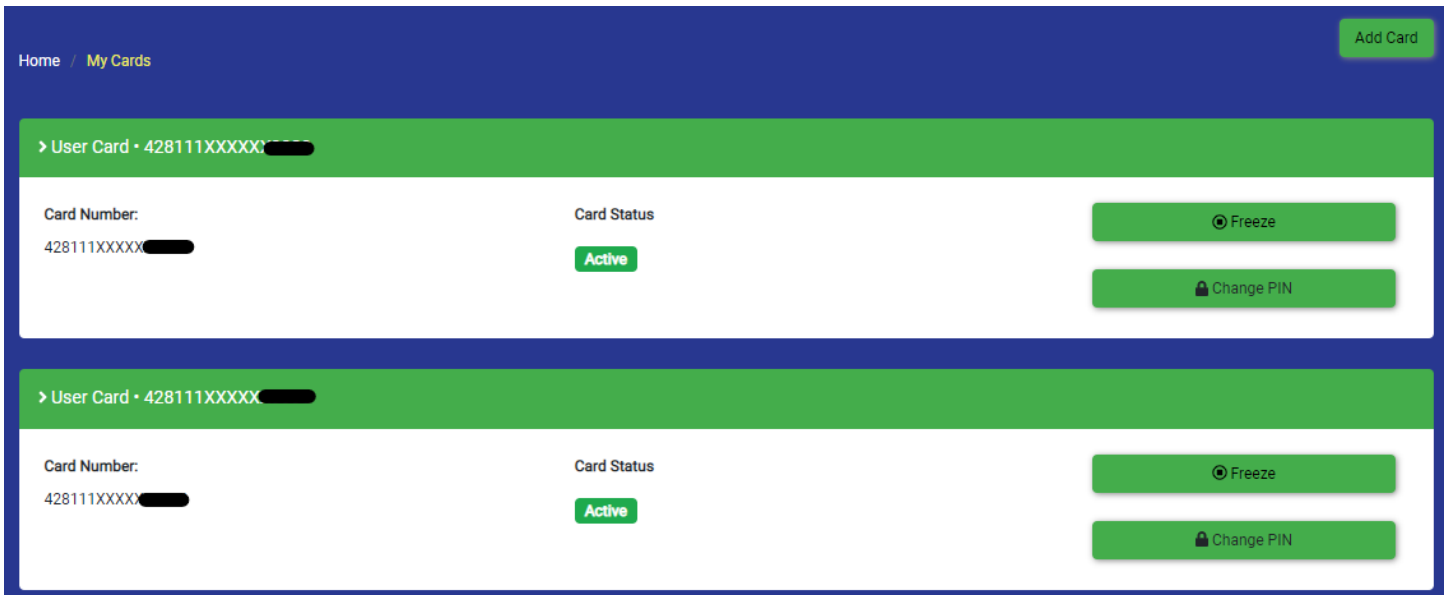 Add Card
Home / My Cards
User Card • 428111XXXXX
Card Number:
Card Status
Freeze
428111XXXXX
Active
Change PIN
User Card • 428111XXXXX
Card Number:
Card Status
Freeze
428111XXXXX
Active
Change PIN